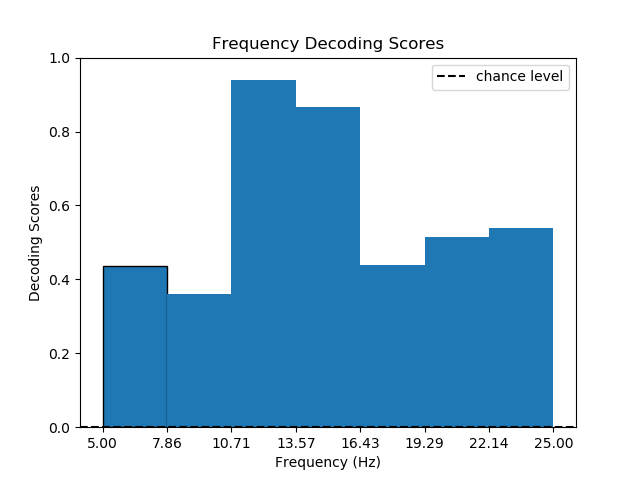 Frequency Decoding Scores
chance level
1.0
0.8
0.6
0.4
0.2
0.0
Decoding Scores
5.00 7.86 10.71 13.57 16.43 19.29 22.14 25.00
Frequency (Hz)